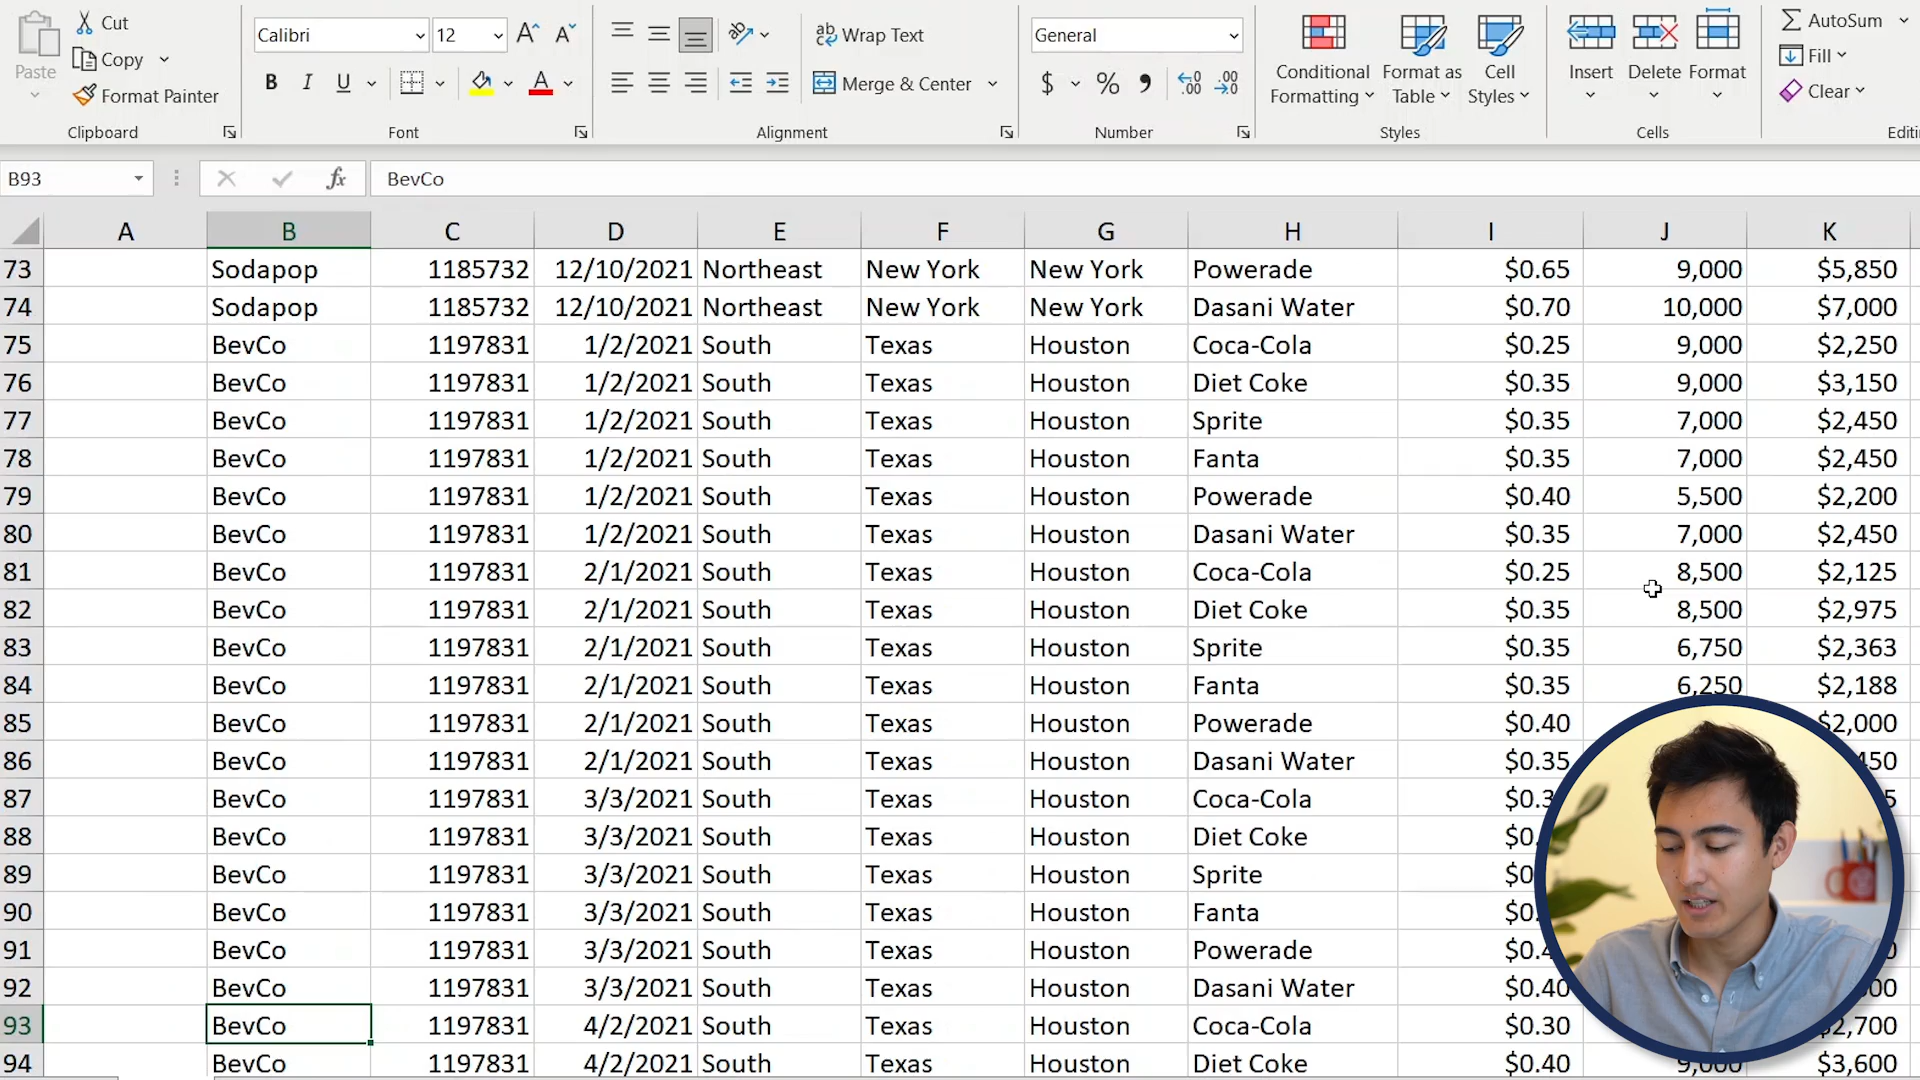 Cut
Paste
Copy
Format Painter
Clipboard
Calibri
12
A A
B I U A
Font
ab Wrap Text
Merge & Center
Alignment
General
$ % 9 .00 .00
Number
Conditional Formatting
Format as Table
Cell Styles
Styles
Insert
Delete
Format
Cells
AutoSum
Fill
Clear
Editi
B93
fx
BevCo
A B C D E F G H I J K
73 Sodapop 1185732 12/10/2021 Northeast New York New York Powerade $0.65 9,000 $5,850
74 Sodapop 1185732 12/10/2021 Northeast New York New York Dasani Water $0.70 10,000 $7,000
75 BevCo 1197831 1/2/2021 South Texas Houston Coca-Cola $0.25 9,000 $2,250
76 BevCo 1197831 1/2/2021 South Texas Houston Diet Coke $0.35 9,000 $3,150
77 BevCo 1197831 1/2/2021 South Texas Houston Sprite $0.35 7,000 $2,450
78 BevCo 1197831 1/2/2021 South Texas Houston Fanta $0.35 7,000 $2,450
79 BevCo 1197831 1/2/2021 South Texas Houston Powerade $0.40 5,500 $2,200
80 BevCo 1197831 1/2/2021 South Texas Houston Dasani Water $0.35 7,000 $2,450
81 BevCo 1197831 2/1/2021 South Texas Houston Coca-Cola $0.25 8,500 $2,125
82 BevCo 1197831 2/1/2021 South Texas Houston Diet Coke $0.35 8,500 $2,975
83 BevCo 1197831 2/1/2021 South Texas Houston Sprite $0.35 6,750 $2,363
84 BevCo 1197831 2/1/2021 South Texas Houston Fanta $0.35 6,250 $2,188
85 BevCo 1197831 2/1/2021 South Texas Houston Powerade $0.40 $2,000
86 BevCo 1197831 2/1/2021 South Texas Houston Dasani Water $0.35 450
87 BevCo 1197831 3/3/2021 South Texas Houston Coca-Cola
88 BevCo 1197831 3/3/2021 South Texas Houston Diet Coke
89 BevCo 1197831 3/3/2021 South Texas Houston Sprite
90 BevCo 1197831 3/3/2021 South Texas Houston Fanta
91 BevCo 1197831 3/3/2021 South Texas Houston Powerade
92 BevCo 1197831 3/3/2021 South Texas Houston Dasani Water $0.40
93 BevCo 1197831 4/2/2021 South Texas Houston Coca-Cola $0.30 $2,700
94 BevCo 1197831 4/2/2021 South Texas Houston Diet Coke $0.40 9,000 $3,600